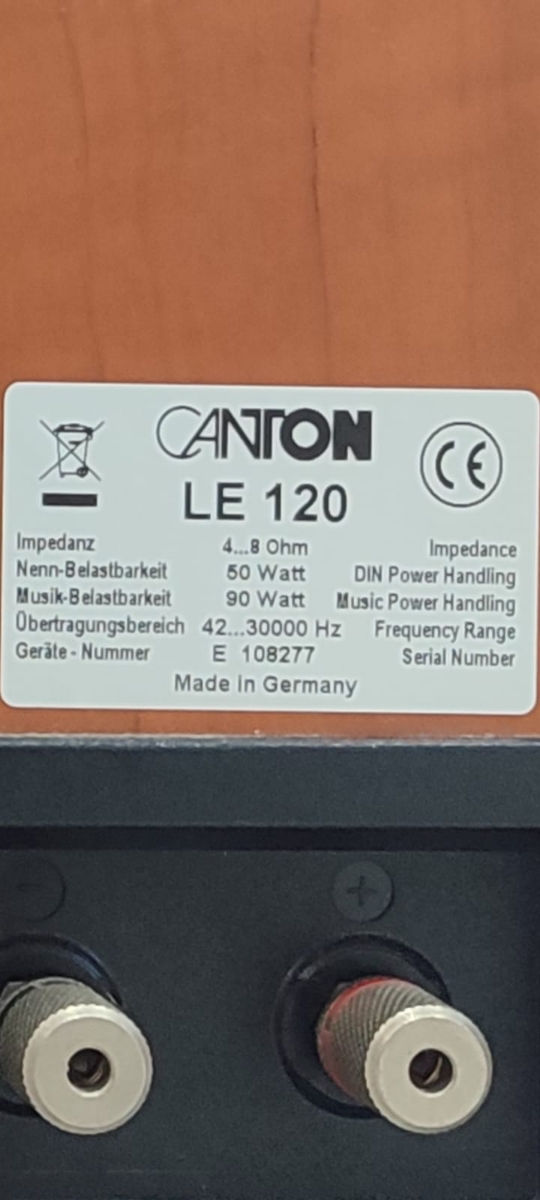 CANTON
CE
LE 120
Impedanz 4...8 Ohm Impedance
Nenn-Belastbarkeit 50 Watt DIN Power Handling
Musik-Belastbarkeit 90 Watt Music Power Handling
Übertragungsbereich 42...30000 Hz Frequency Range
Geräte - Nummer E 108277 Serial Number
Made in Germany
- +